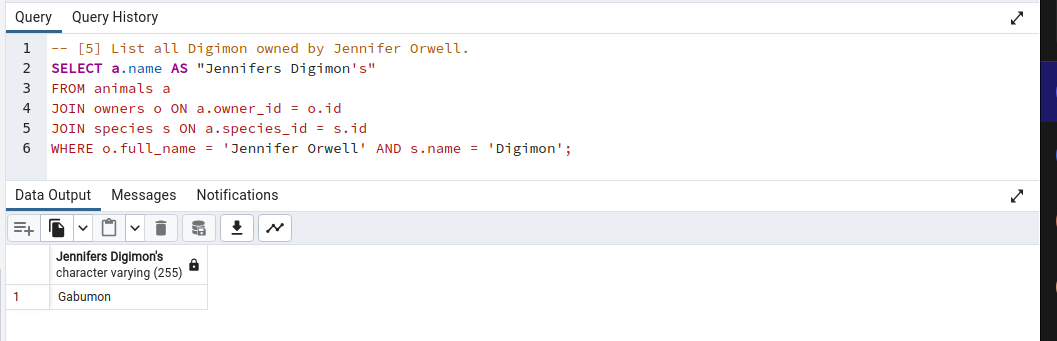 Query Query History
1 -- [5] List all Digimon owned by Jennifer Orwell.
2 SELECT a.name AS "Jennifers Digimon's"
3 FROM animals a
4 JOIN owners o ON a.owner_id = o.id
5 JOIN species s ON a.species_id = s.id
6 WHERE o.full_name = 'Jennifer Orwell' AND s.name = 'Digimon';
Data Output Messages Notifications
Jennifers Digimon's
character varying (255)
1 Gabumon